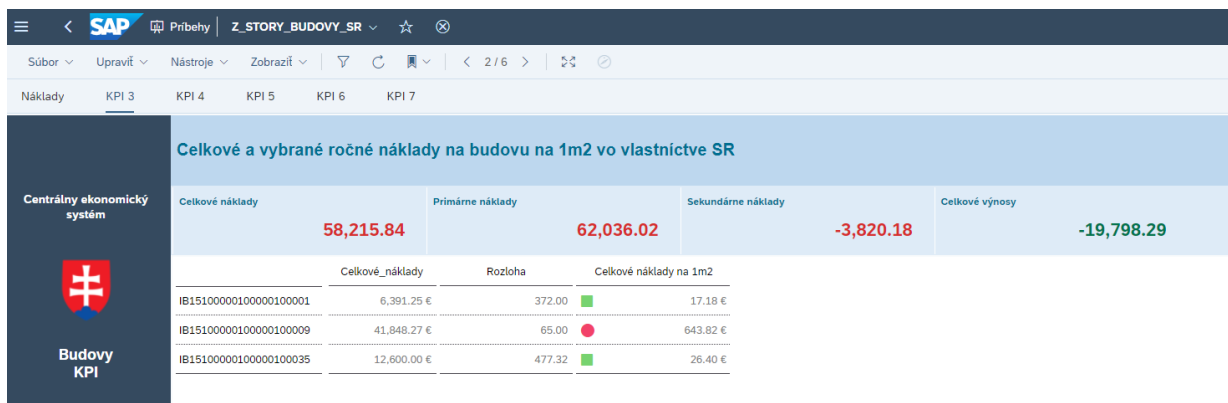 SAP Príbehy Z_STORY_BUDOVY_SR
Súbor Upraviť Nástroje Zobraziť 2 / 6
Náklady KPI 3 KPI 4 KPI 5 KPI 6 KPI 7
Celkové a vybrané ročné náklady na budovu na 1m2 vo vlastníctve SR
Centrálny ekonomický
systém
Budovy
KPI
Celkové náklady Primárne náklady Sekundárne náklady Celkové výnosy
58,215.84 62,036.02 -3,820.18 -19,798.29
Celkové_náklady Rozloha Celkové náklady na 1m2
IB15100000100000100001 6,391.25 € 372.00 17.18 €
IB15100000100000100009 41,848.27 € 65.00 643.82 €
IB15100000100000100035 12,600.00 € 477.32 26.40 €